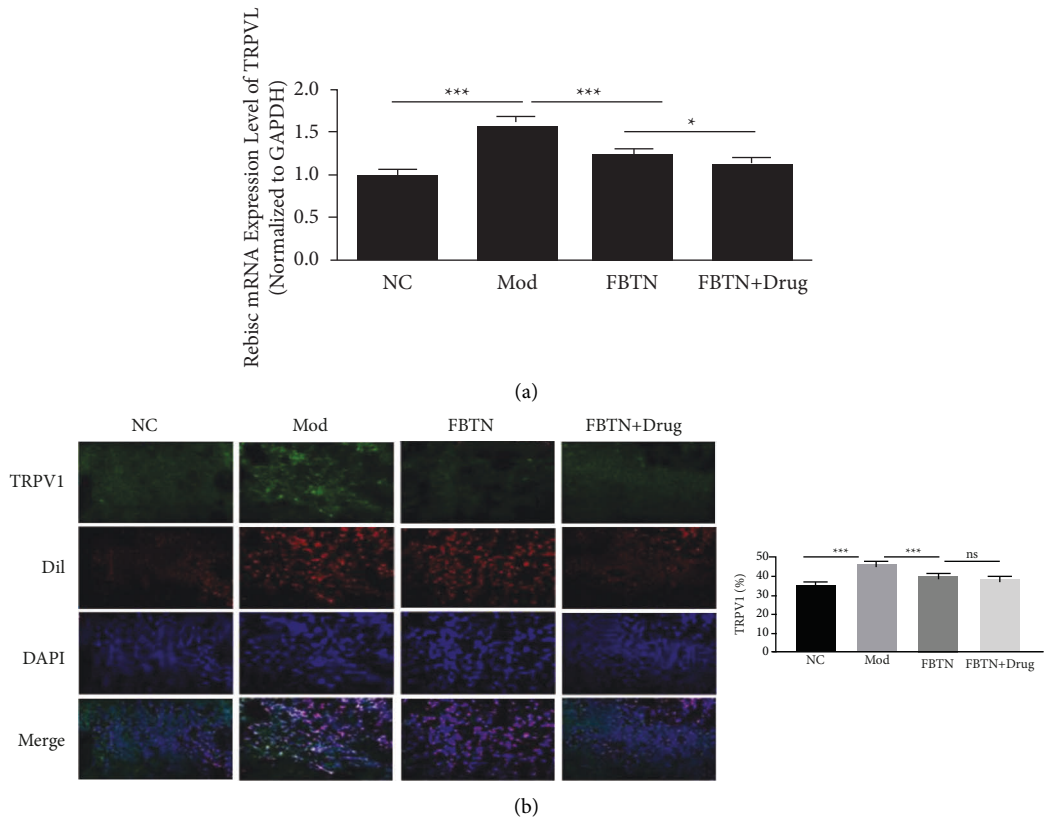 Rebisc mRNA Expression Level of TRPVL
(Normalized to GAPDH)
2.0
1.5
1.0
0.5
0.0
***
***
*
NC
Mod
FBTN
FBTN+Drug
(a)
NC
Mod
FBTN
FBTN+Drug
TRPV1
Dil
DAPI
Merge
TRPV1 (%)
50
40
30
20
10
0
***
***
ns
NC
Mod
FBTN
FBTN+Drug
(b)